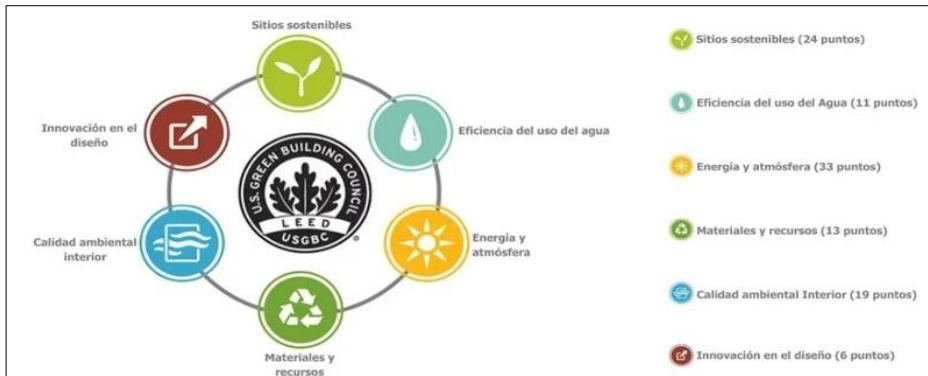 Sitios sostenibles
Innovación en el
diseño
Eficiencia del uso del agua
U.S. GREEN BUILDING COUNCIL
LEED
USGBC
®
Calidad ambiental
interior
Energía y
atmósfera
Materiales y
recursos
Sitios sostenibles (24 puntos)
Eficiencia del uso del Agua (11 puntos)
Energía y atmósfera (33 puntos)
Materiales y recursos (13 puntos)
Calidad ambiental Interior (19 puntos)
Innovación en el diseño (6 puntos)